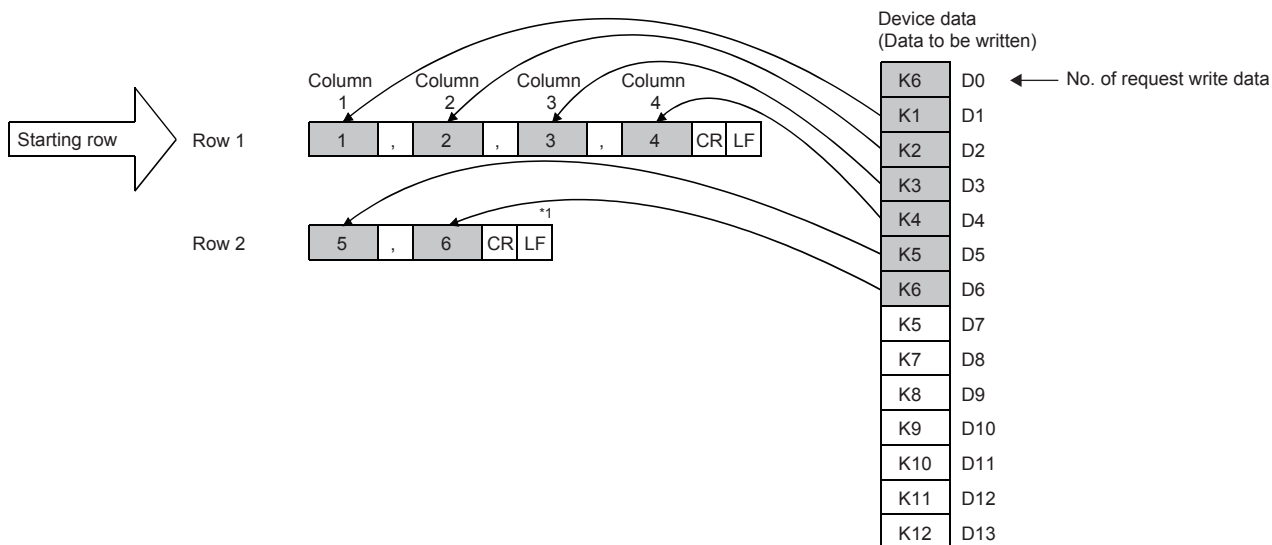 Device data
(Data to be written)
K6 D0 No. of request write data
Column 1 Column 2 Column 3 Column 4
K1 D1
Starting row Row 1 1 , 2 , 3 , 4 CR LF
K2 D2
K3 D3
K4 D4
*1
Row 2 5 , 6 CR LF
K5 D5
K6 D6
K5 D7
K7 D8
K8 D9
K9 D10
K10 D11
K11 D12
K12 D13